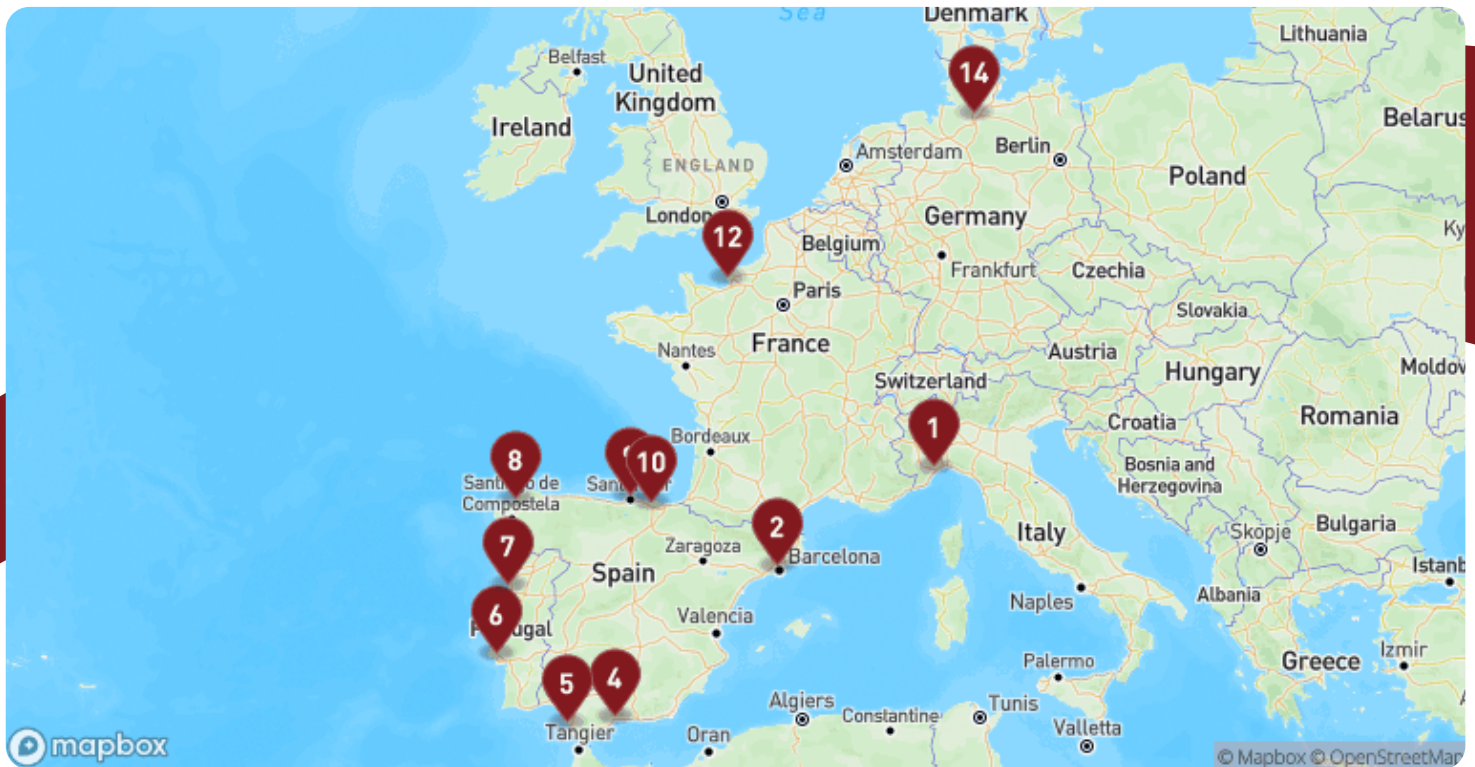 Sea
Denmark
Lithuania
Belfast
United
Kingdom
14
Belarus
Ireland
ENGLAND
Amsterdam
Berlin
Poland
London
Germany
12
Belgium
Ky
Frankfurt
Czechia
Paris
Slovakia
France
Nantes
Austria
Moldov
Hungary
Switzerland
Romania
Croatia
1
Bordeaux
8
10
Bosnia and
Herzegovina
Compostela
2
Bulgaria
Italy
Skopje
7
Zaragoza
Barcelona
Istanb
Spain
Albania
Naples
6
Valencia
Izmir
Greece
Palermo
5
4
Algiers
Tunis
Constantine
Tangier
Oran
Valletta
mapbox
© Mapbox © OpenStreetMap